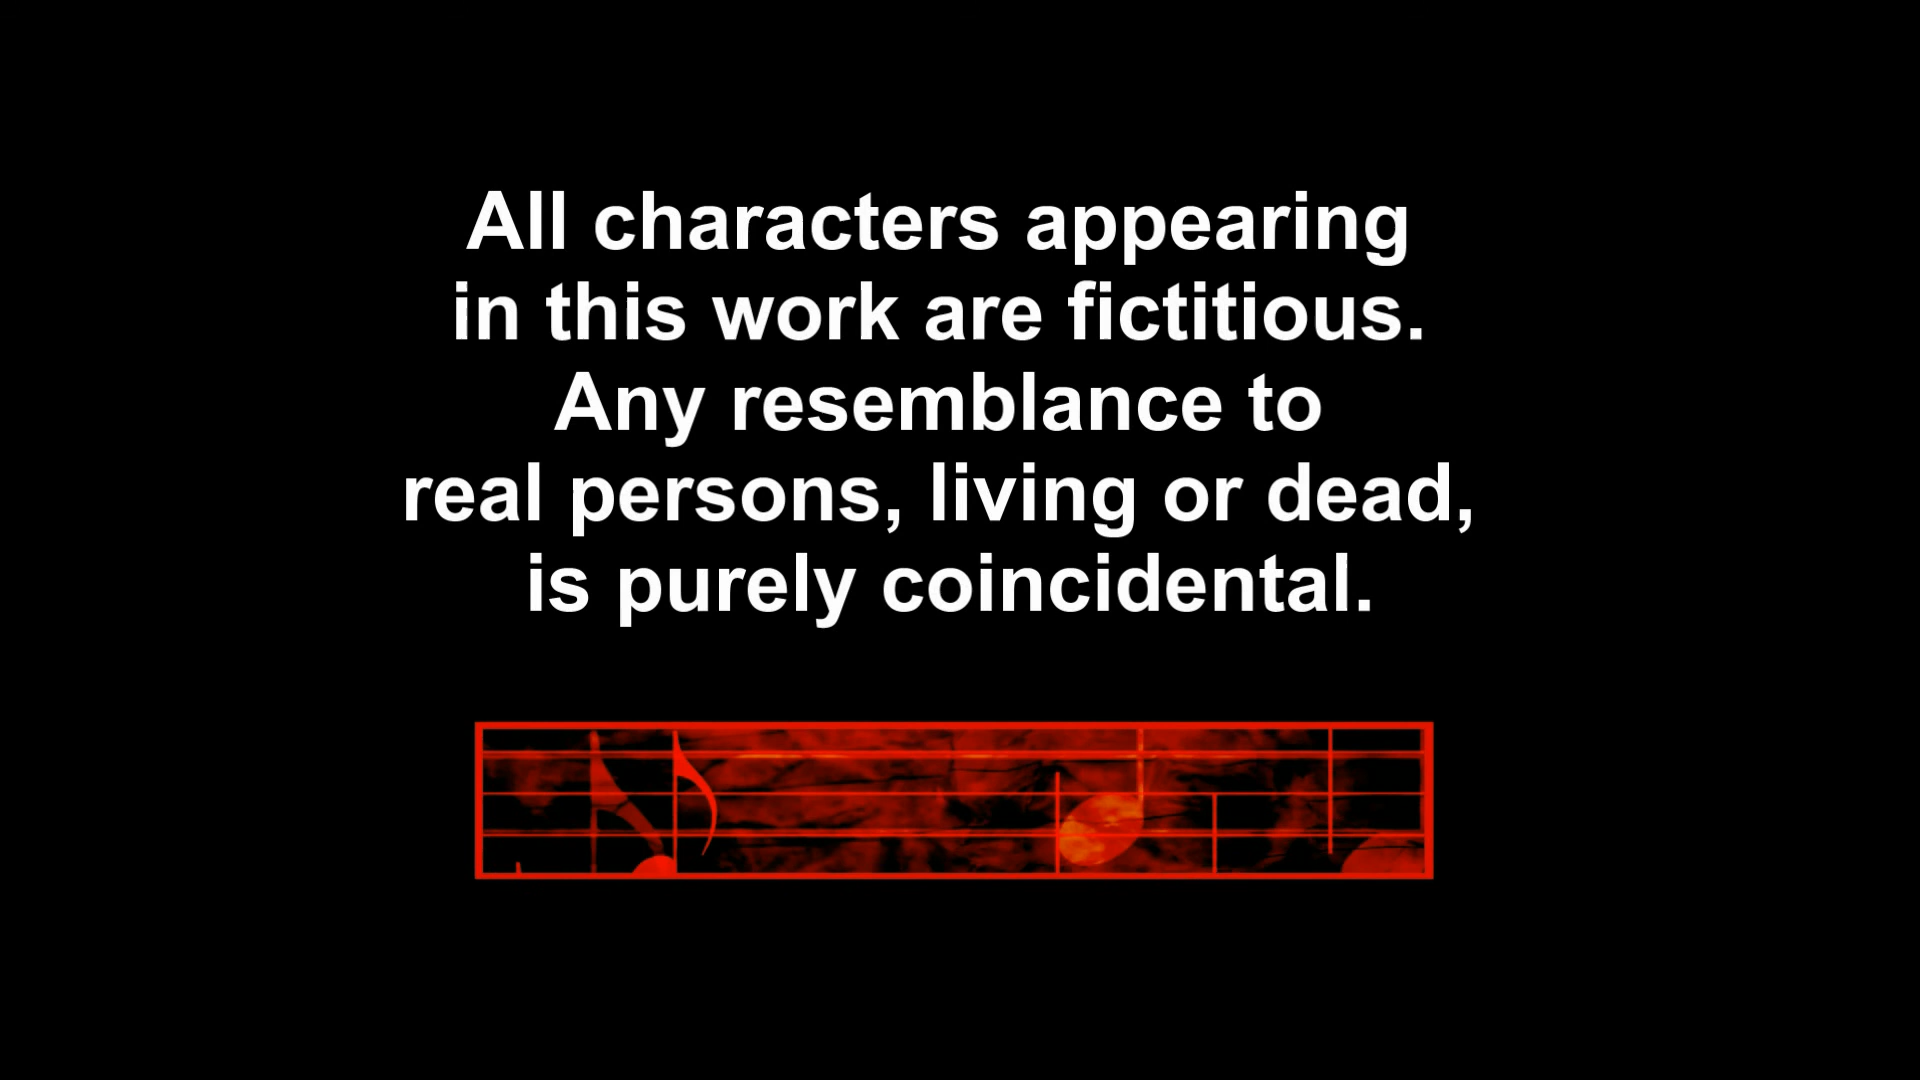 All characters appearing
in this work are fictitious.
Any resemblance to
real persons, living or dead,
is purely coincidental.